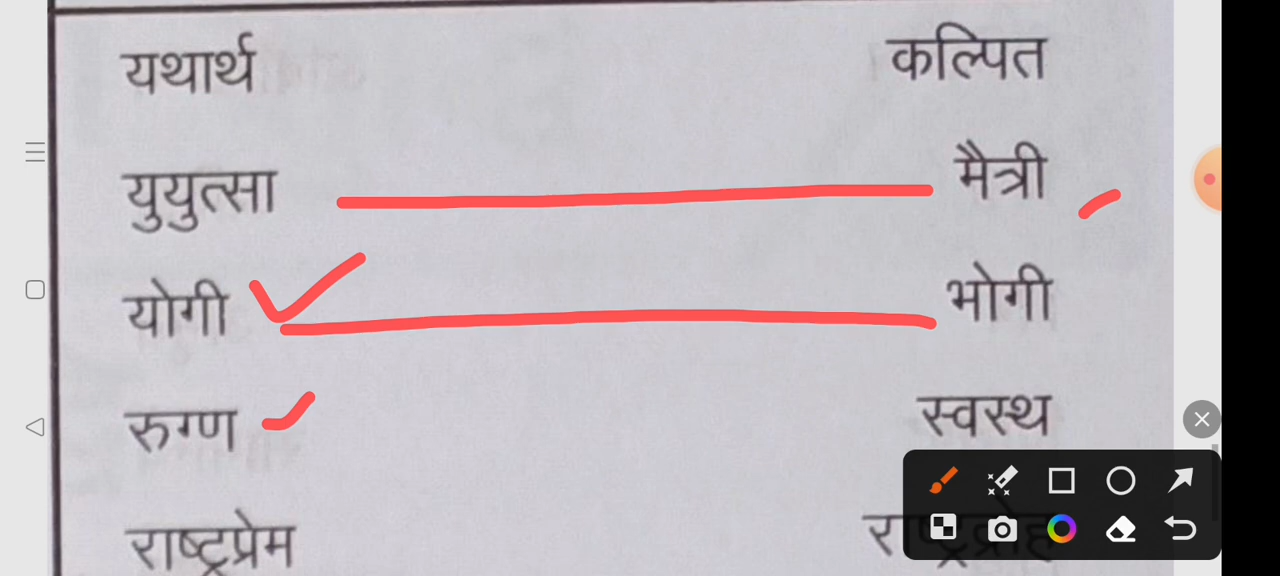 यथार्थ कल्पित
युयुत्सा मैत्री
योगी भोगी
रुग्ण स्वस्थ
राष्ट्रप्रेम